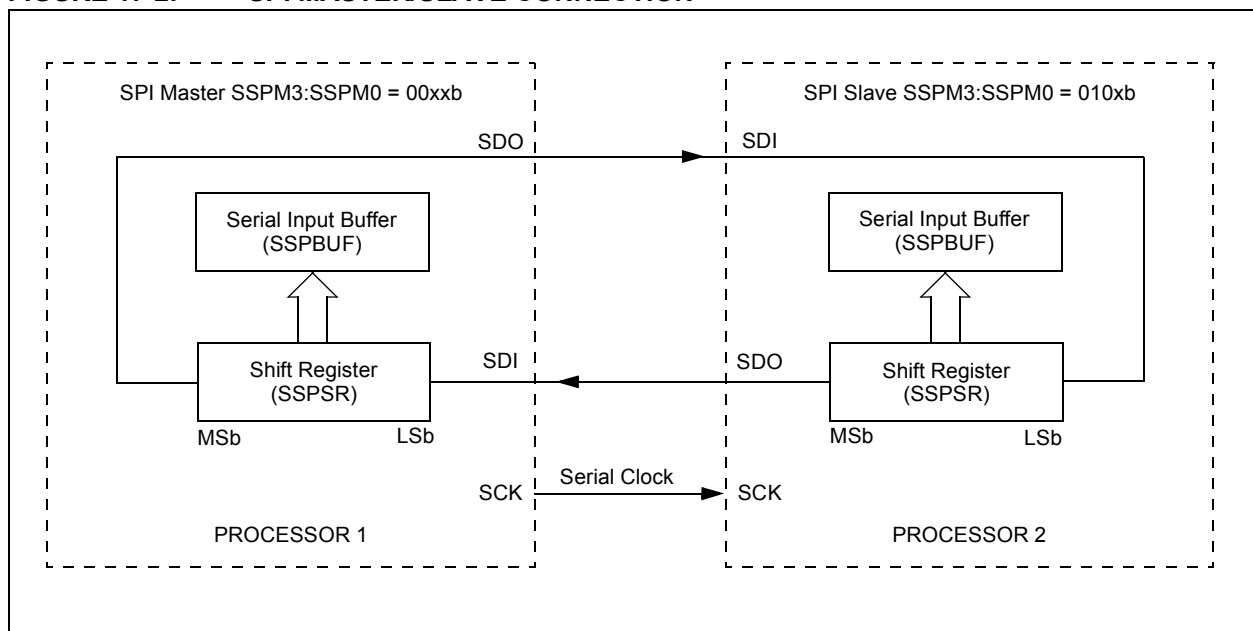 SPI Master SSPM3:SSPM0 = 00xxb
SPI Slave SSPM3:SSPM0 = 010xb
SDO
SDI
Serial Input Buffer
(SSPBUF)
Serial Input Buffer
(SSPBUF)
Shift Register
(SSPSR)
SDI
SDO
Shift Register
(SSPSR)
MSb
LSb
MSb
LSb
SCK
Serial Clock
SCK
PROCESSOR 1
PROCESSOR 2